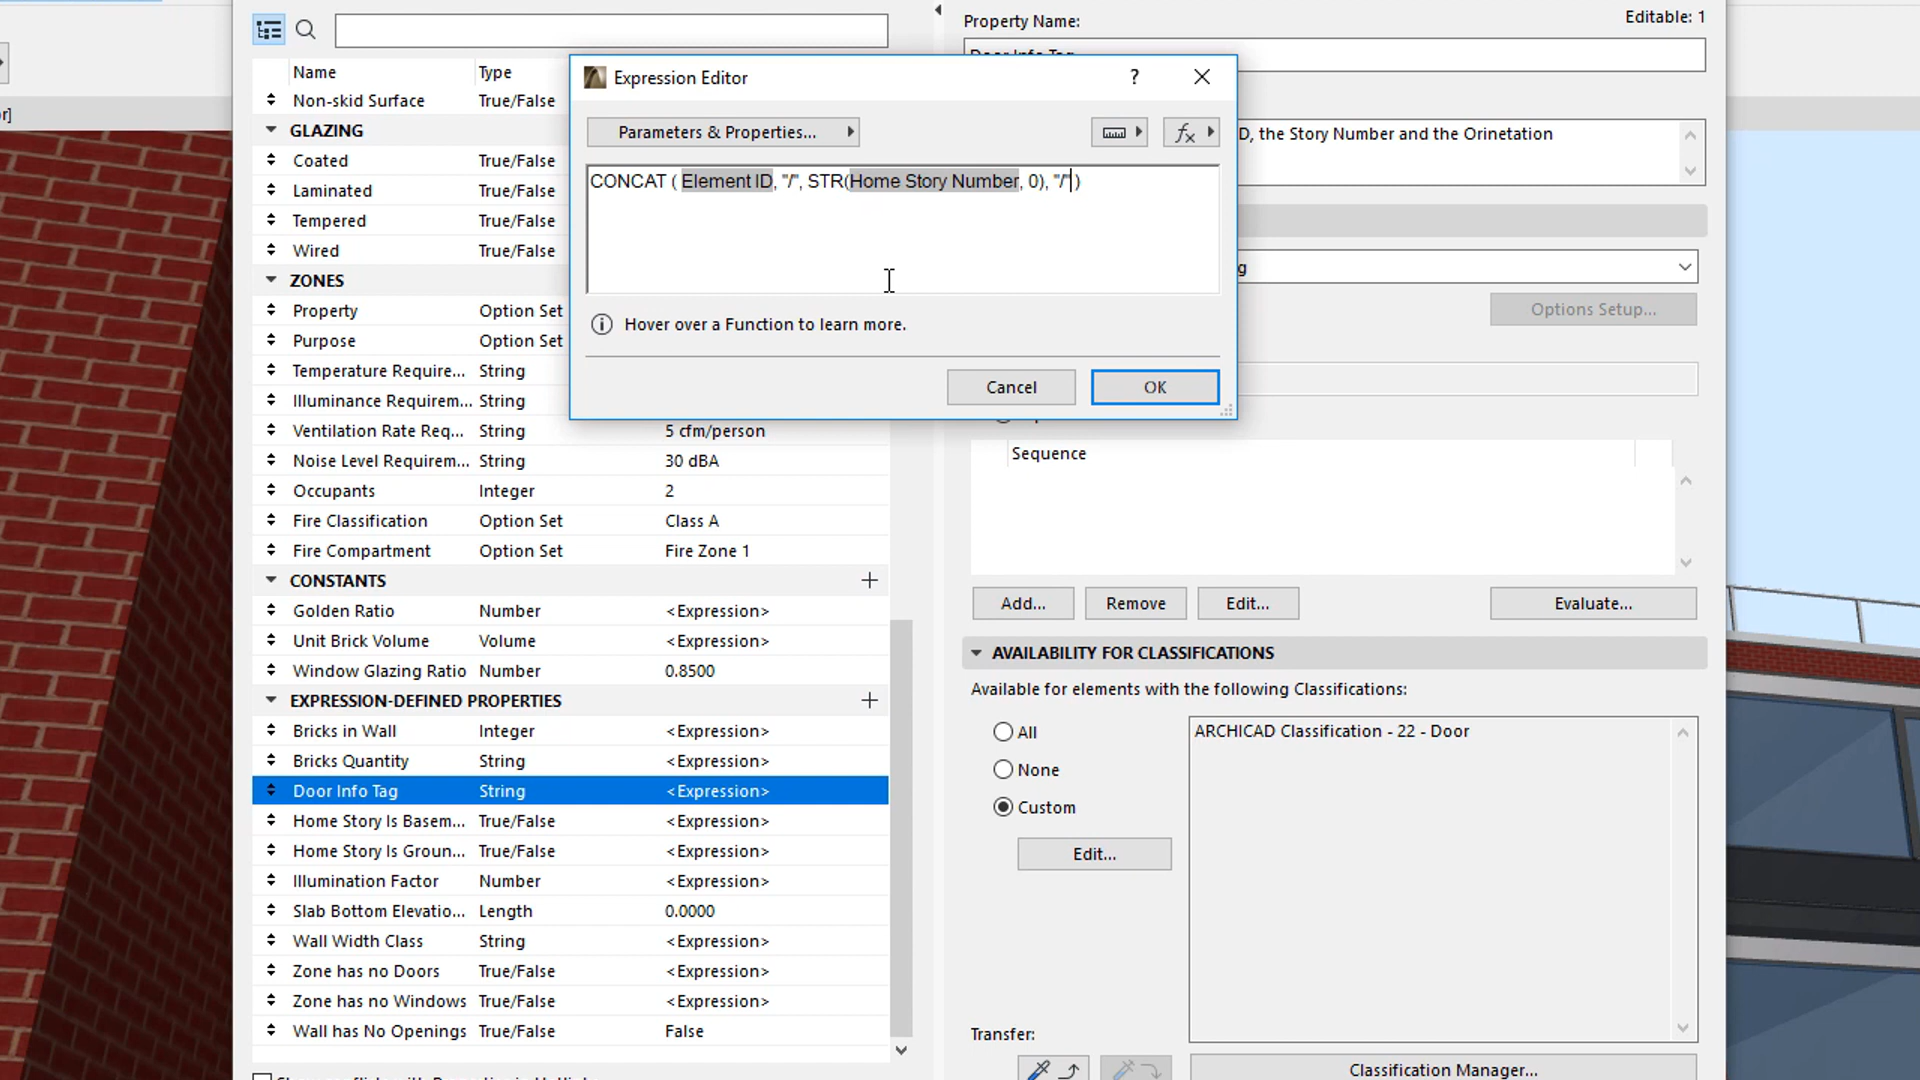 Property Name:
Editable: 1
Name
Type
Non-skid Surface
True/False
GLAZING
Coated
True/False
Laminated
True/False
Tempered
True/False
Wired
True/False
ZONES
Property
Option Set
Purpose
Option Set
Temperature Require...
String
Illuminance Requirem...
String
Ventilation Rate Req...
String
5 cfm/person
Noise Level Requirem...
String
30 dBA
Occupants
Integer
2
Fire Classification
Option Set
Class A
Fire Compartment
Option Set
Fire Zone 1
CONSTANTS
Golden Ratio
Number
<Expression>
Unit Brick Volume
Volume
<Expression>
Window Glazing Ratio
Number
0.8500
EXPRESSION-DEFINED PROPERTIES
Bricks in Wall
Integer
<Expression>
Bricks Quantity
String
<Expression>
Door Info Tag
String
<Expression>
Home Story Is Basem...
True/False
<Expression>
Home Story Is Groun...
True/False
<Expression>
Illumination Factor
Number
<Expression>
Slab Bottom Elevatio...
Length
0.0000
Wall Width Class
String
<Expression>
Zone has no Doors
True/False
<Expression>
Zone has no Windows
True/False
<Expression>
Wall has No Openings
True/False
False
Expression Editor
?
Parameters & Properties...
fx
CONCAT ( Element ID, "/", STR(Home Story Number, 0), "/" )
Hover over a Function to learn more.
Cancel
OK
D, the Story Number and the Orinetation
g
Options Setup...
Sequence
Add...
Remove
Edit...
Evaluate...
AVAILABILITY FOR CLASSIFICATIONS
Available for elements with the following Classifications:
All
None
Custom
Edit...
ARCHICAD Classification - 22 - Door
Transfer:
Classification Manager...